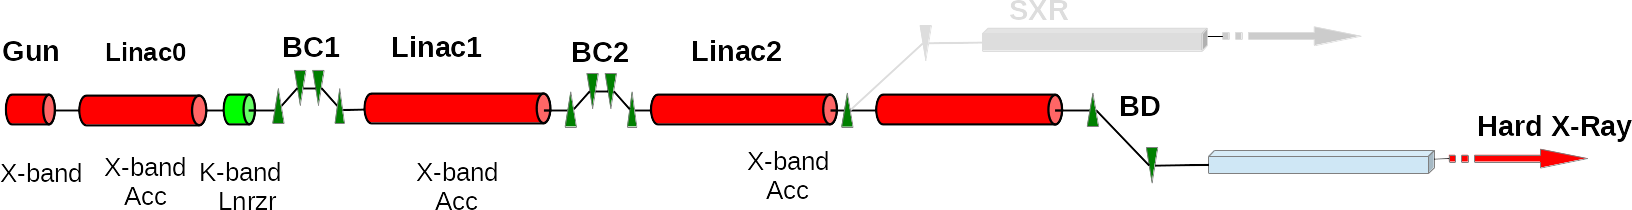 SXR
Gun
Linac0
BC1
Linac1
BC2
Linac2
BD
Hard X-Ray
X-band
X-band
Acc
K-band
Lnrzr
X-band
Acc
X-band
Acc